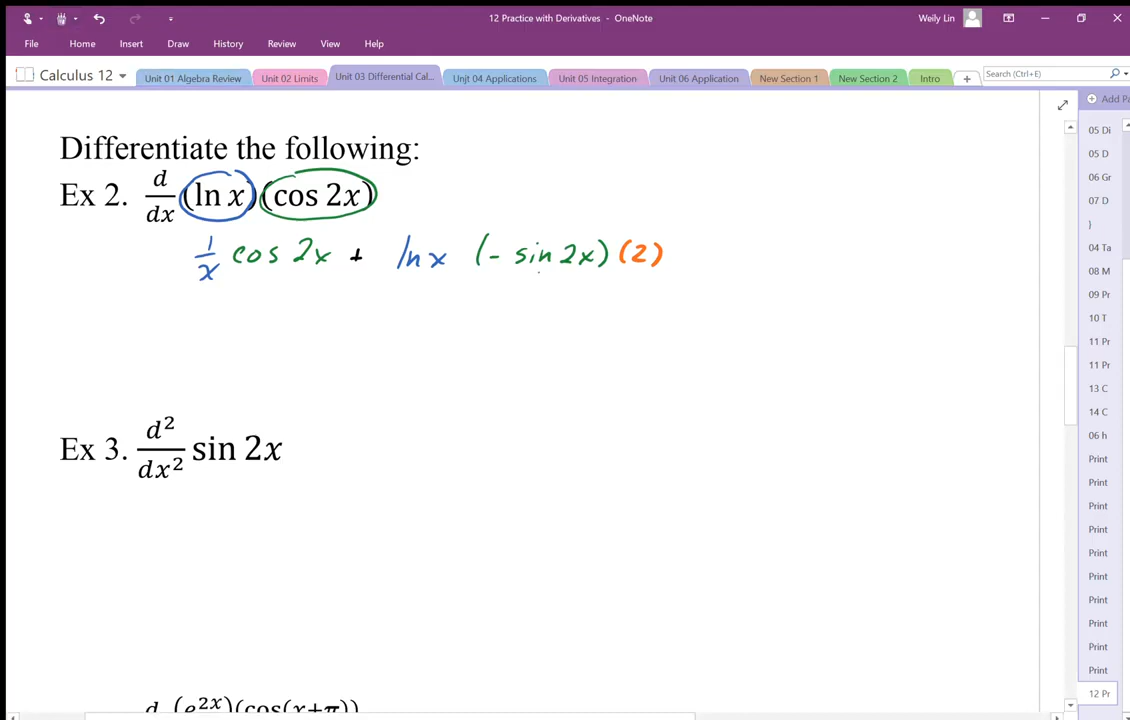 12 Practice with Derivatives - OneNote
Weily Lin
File Home Insert Draw History Review View Help
Calculus 12
Unit 01 Algebra Review Unit 02 Limits Unit 03 Differential Cal... Unit 04 Applications Unit 05 Integration Unit 06 Application New Section 1 New Section 2 Intro +
Search (Ctrl+E)
Add Pa
Differentiate the following:
Ex 2. d/dx (ln x)(cos 2x)
1/x cos 2x + ln x (- sin 2x) (2)
Ex 3. d²/dx² sin 2x
d (e²ˣ)(cos(x+π))
05 Di
05 D
06 Gr
07 D
}
04 Ta
08 M
09 Pr
10 T
11 Pr
11 Pr
13 C
14 C
06 h
Print
Print
Print
Print
Print
Print
Print
Print
Print
Print
12 Pr